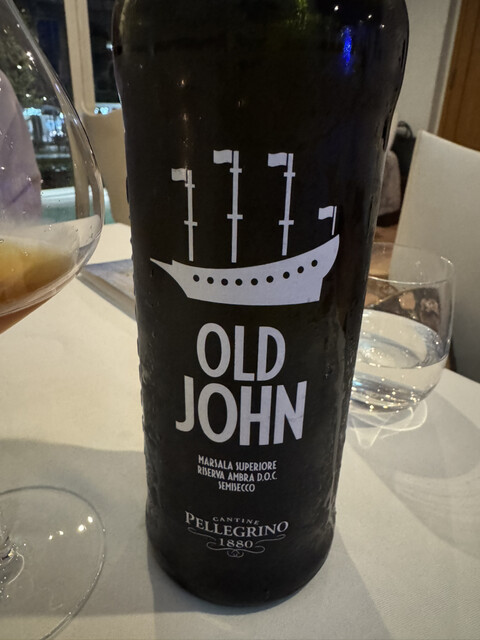 OLD
JOHN
MARSALA SUPERIORE
RISERVA AMBRA D.O.C.
SEMISECCO
CANTINE
PELLEGRINO
1880